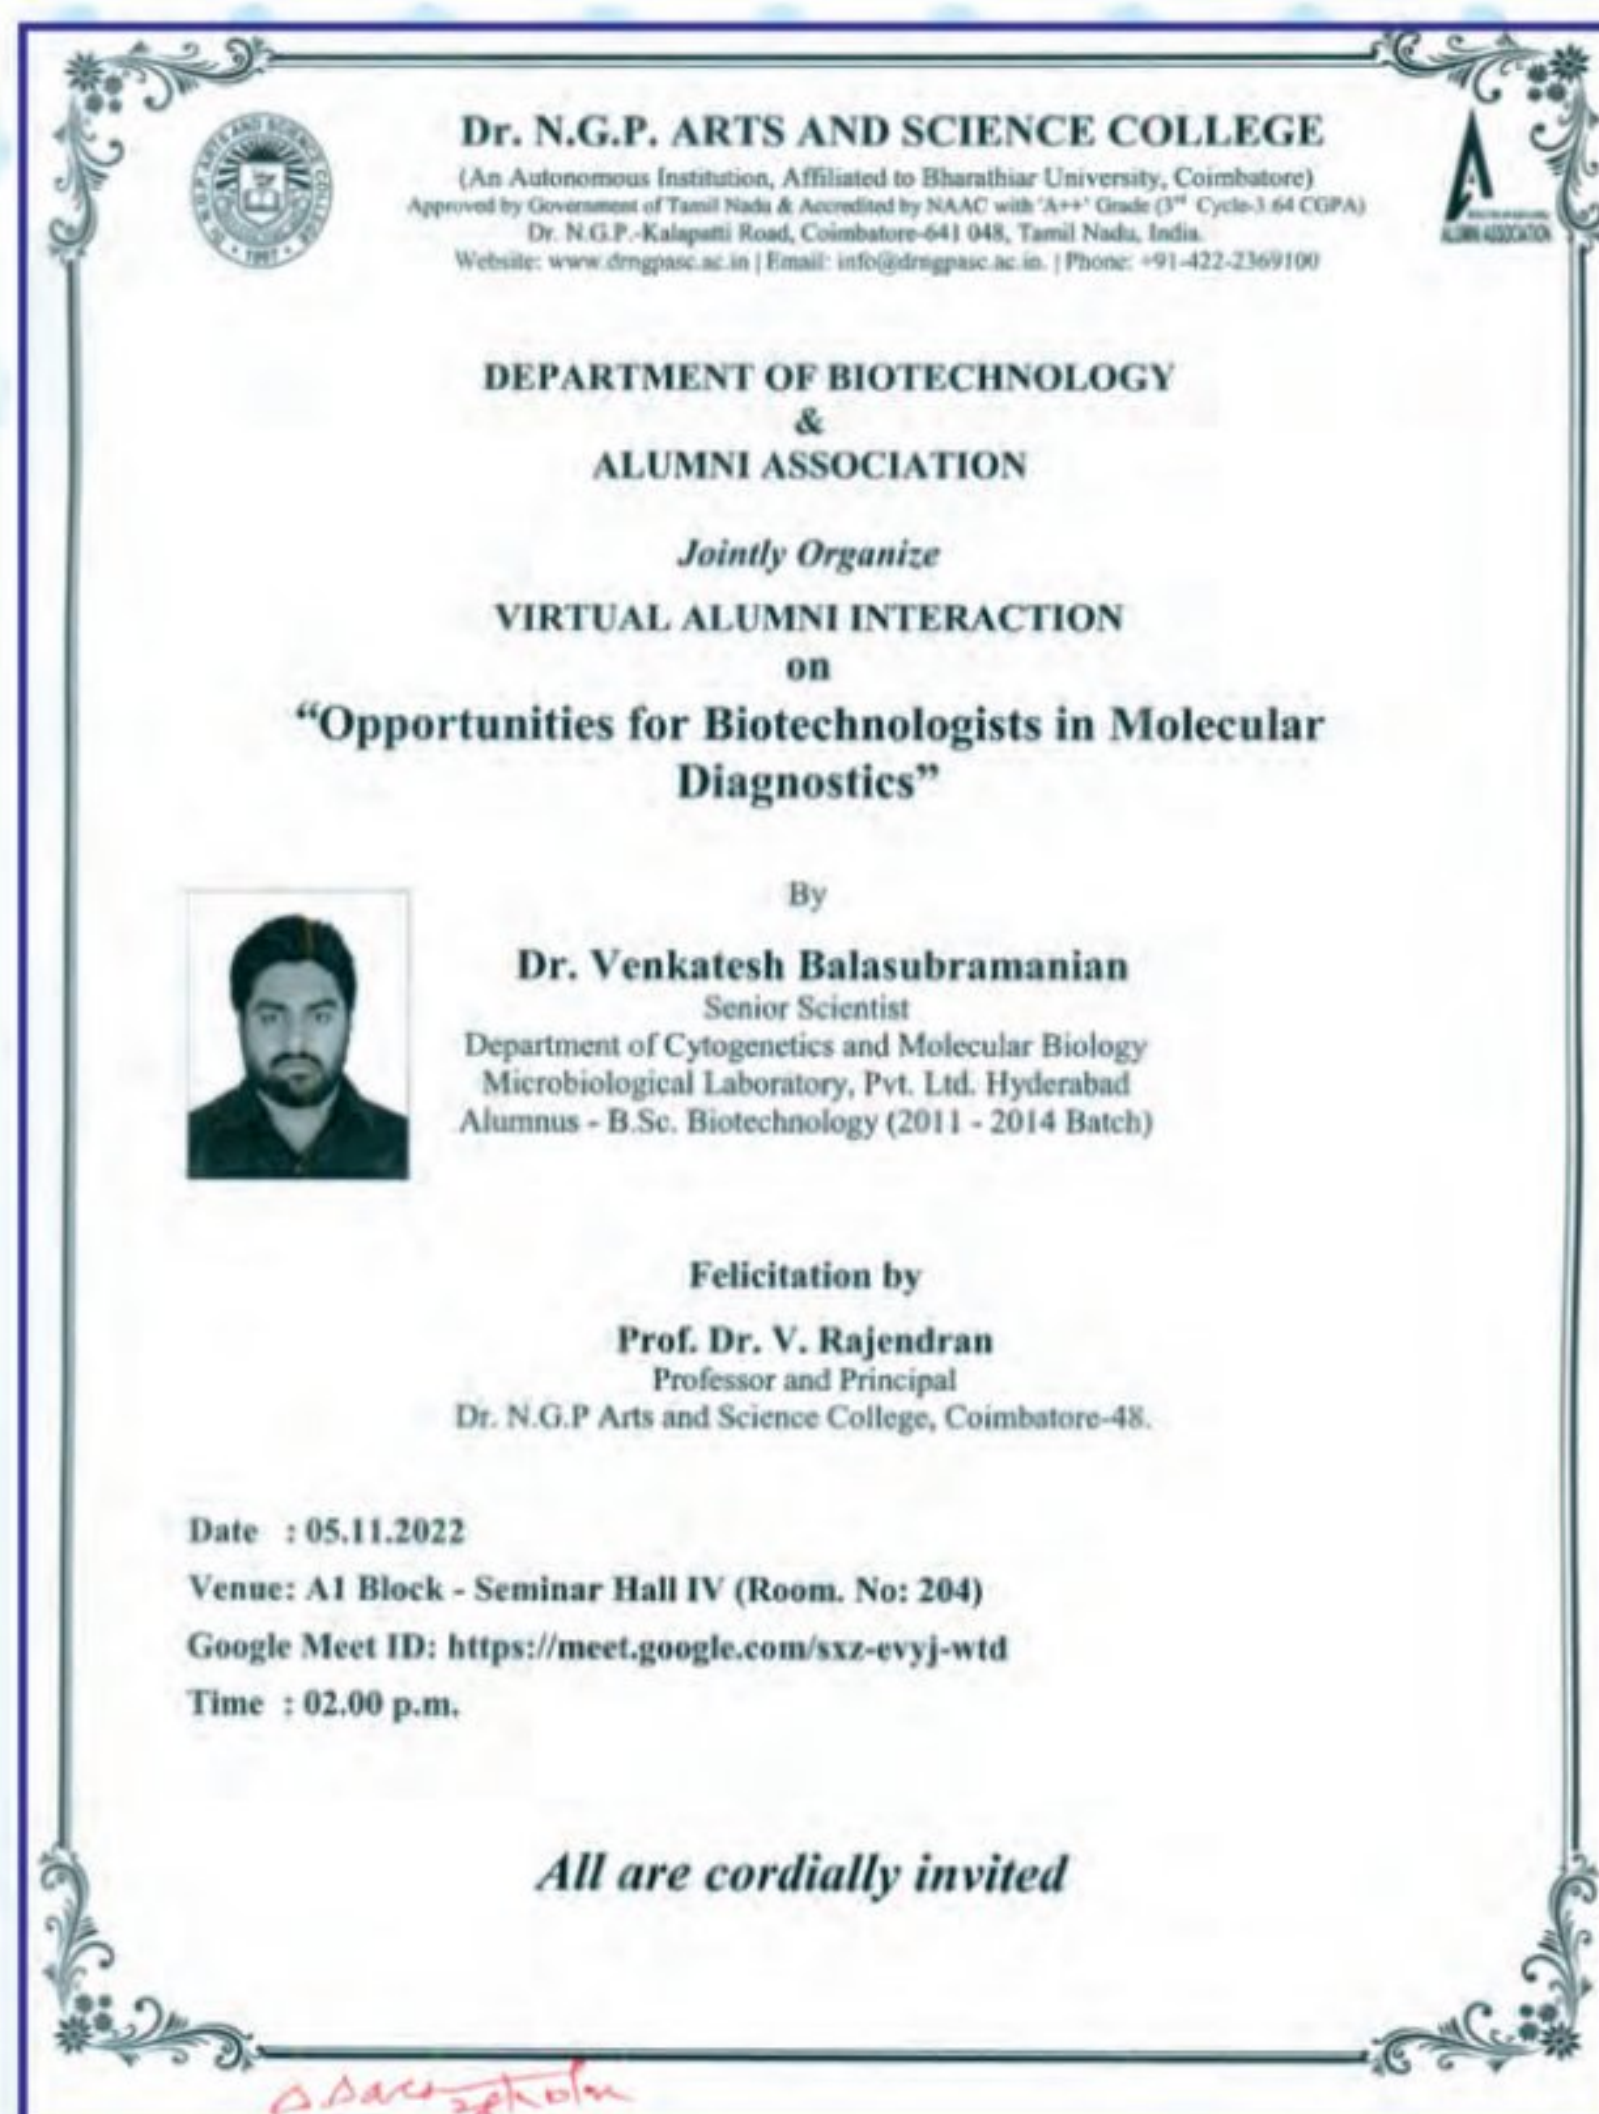 Dr. N.G.P. ARTS AND SCIENCE COLLEGE
(An Autonomous Institution, Affiliated to Bharathiar University, Coimbatore)
Approved by Government of Tamil Nadu & Accredited by NAAC with 'A++' Grade (3rd Cycle-3.64 CGPA)
Dr. N.G.P.-Kalapatti Road, Coimbatore-641 048, Tamil Nadu, India.
Website: www.drngpasc.ac.in | Email: info@drngpasc.ac.in. | Phone: +91-422-2369100
ALUMNI ASSOCIATION
DEPARTMENT OF BIOTECHNOLOGY
&
ALUMNI ASSOCIATION
Jointly Organize
VIRTUAL ALUMNI INTERACTION
on
“Opportunities for Biotechnologists in Molecular
Diagnostics”
By
Dr. Venkatesh Balasubramanian
Senior Scientist
Department of Cytogenetics and Molecular Biology
Microbiological Laboratory, Pvt. Ltd. Hyderabad
Alumnus - B.Sc. Biotechnology (2011 - 2014 Batch)
Felicitation by
Prof. Dr. V. Rajendran
Professor and Principal
Dr. N.G.P Arts and Science College, Coimbatore-48.
Date : 05.11.2022
Venue: A1 Block - Seminar Hall IV (Room. No: 204)
Google Meet ID: https://meet.google.com/sxz-evyj-wtd
Time : 02.00 p.m.
All are cordially invited